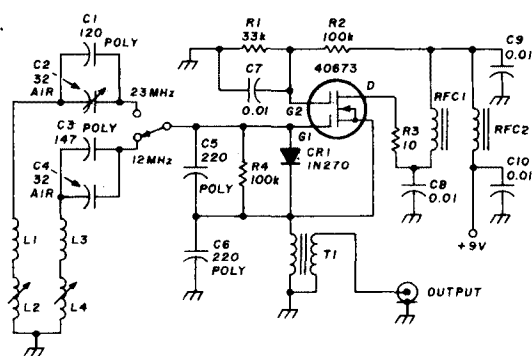 C1
120
POLY
C2
32
AIR
23MHz
C3
147 POLY
12MHz
C4
32
AIR
L1
L3
L2
L4
R1
33k
R2
100k
C7
0.01
40673
D
G2
G1
C5
220
POLY
R4
100k
CR1
1N270
C6
220
POLY
T1
R3
10
C8
0.01
RFC1
RFC2
C9
0.01
C10
0.01
+9V
OUTPUT